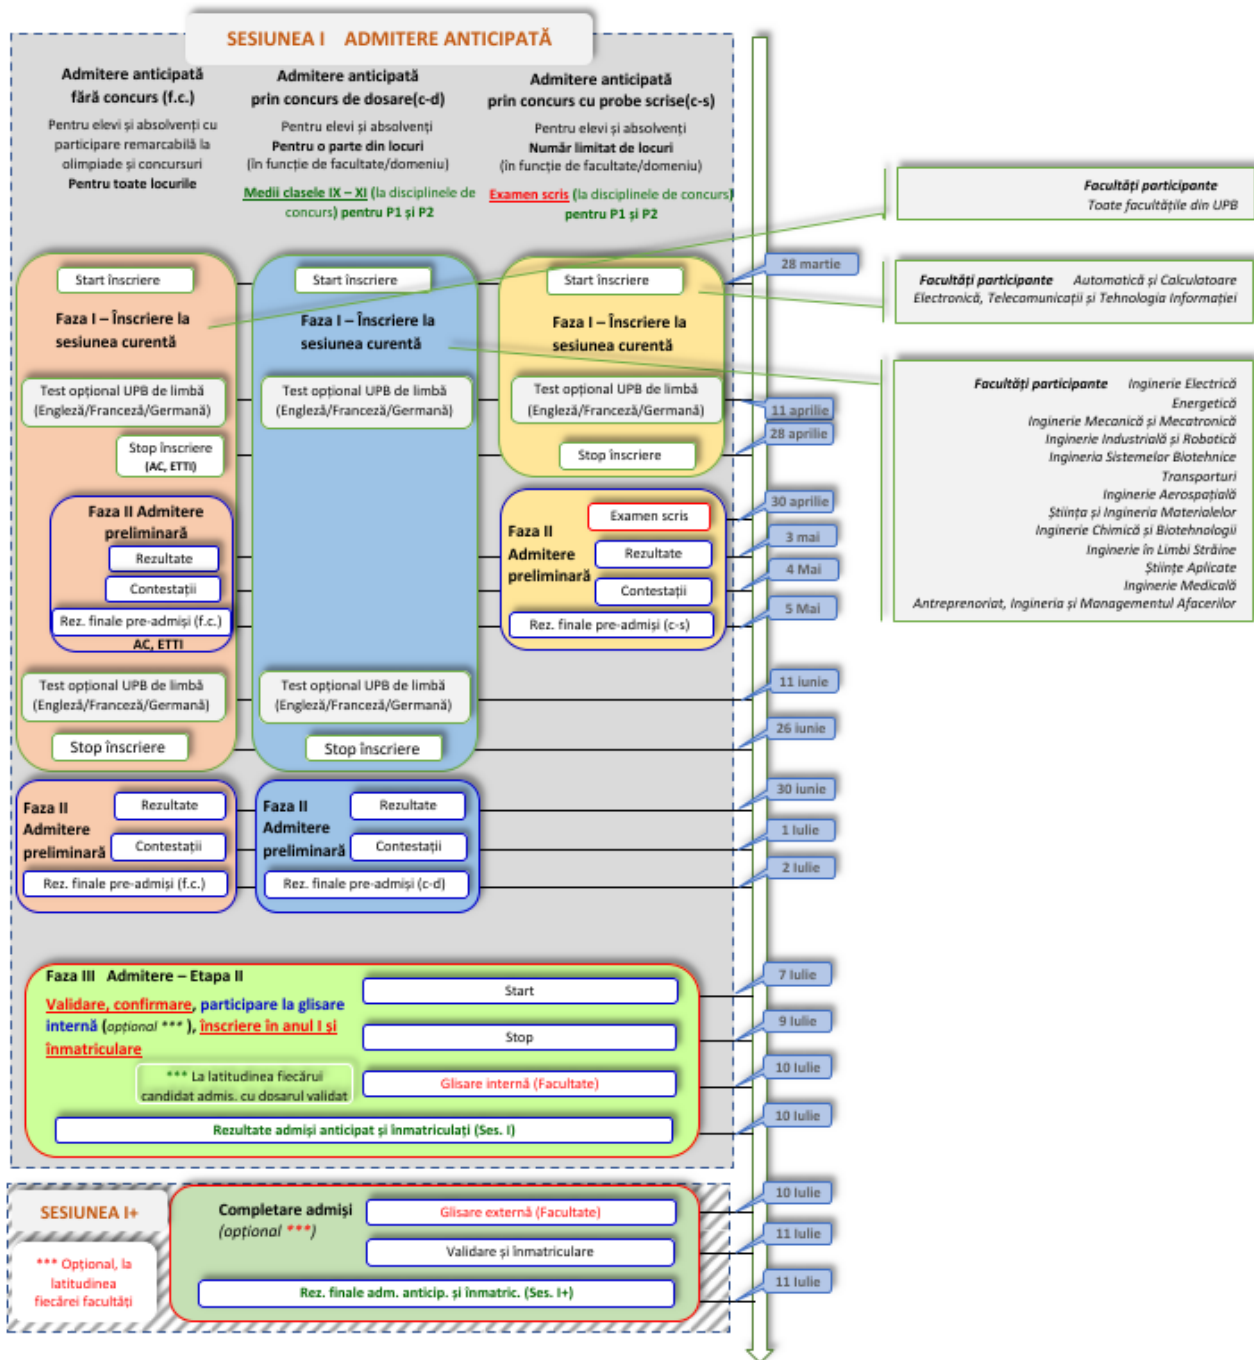 SESIUNEA I ADMITERE ANTICIPATĂ
Admitere anticipată
fără concurs (f.c.)
Pentru elevi și absolvenți cu
participare remarcabilă la
olimpiade și concursuri
Pentru toate locurile
Admitere anticipată
prin concurs de dosare(c-d)
Pentru elevi și absolvenți
Pentru o parte din locuri
(în funcție de facultate/domeniu)
Medii clasele IX – XI (la disciplinele de
concurs) pentru P1 și P2
Admitere anticipată
prin concurs cu probe scrise(c-s)
Pentru elevi și absolvenți
Număr limitat de locuri
(în funcție de facultate/domeniu)
Examen scris (la disciplinele de concurs)
pentru P1 și P2
Facultăți participante
Toate facultățile din UPB
Facultăți participante Automatică și Calculatoare
Electronică, Telecomunicații și Tehnologia Informației
Facultăți participante Inginerie Electrică
Energetică
Inginerie Mecanică și Mecatronică
Inginerie Industrială și Robotică
Ingineria Sistemelor Biotehnice
Transporturi
Inginerie Aerospațială
Știința și Ingineria Materialelor
Inginerie Chimică și Biotehnologii
Inginerie în Limbi Străine
Științe Aplicate
Inginerie Medicală
Antreprenoriat, Ingineria și Managementul Afacerilor
Start înscriere
Faza I – Înscriere la
sesiunea curentă
Test opțional UPB de limbă
(Engleză/Franceză/Germană)
Stop înscriere
(AC, ETTI)
Faza II Admitere
preliminară
Rezultate
Contestații
Rez. finale pre-admiși (f.c.)
AC, ETTI
Test opțional UPB de limbă
(Engleză/Franceză/Germană)
Stop înscriere
Faza II
Admitere
preliminară
Rezultate
Contestații
Rez. finale pre-admiși (f.c.)
Start înscriere
Faza I – Înscriere la
sesiunea curentă
Test opțional UPB de limbă
(Engleză/Franceză/Germană)
Test opțional UPB de limbă
(Engleză/Franceză/Germană)
Stop înscriere
Faza II
Admitere
preliminară
Rezultate
Contestații
Rez. finale pre-admiși (c-d)
Start înscriere
Faza I – Înscriere la
sesiunea curentă
Test opțional UPB de limbă
(Engleză/Franceză/Germană)
Stop înscriere
Faza II
Admitere
preliminară
Examen scris
Rezultate
Contestații
Rez. finale pre-admiși (c-s)
28 martie
11 aprilie
28 aprilie
30 aprilie
3 mai
4 Mai
5 Mai
11 iunie
26 iunie
30 iunie
1 Iulie
2 Iulie
Faza III Admitere – Etapa II
Validare, confirmare, participare la glisare
internă (opțional *** ), înscriere în anul I și
înmatriculare
*** La latitudinea fiecărui
candidat admis. cu dosarul validat
Start
Stop
Glisare internă (Facultate)
Rezultate admiși anticipat și înmatriculați (Ses. I)
7 Iulie
9 Iulie
10 Iulie
10 Iulie
SESIUNEA I+
*** Opțional, la
latitudinea
fiecărei facultăți
Completare admiși
(opțional ***)
Glisare externă (Facultate)
Validare și înmatriculare
Rez. finale adm. anticip. și înmatric. (Ses. I+)
10 Iulie
11 Iulie
11 Iulie